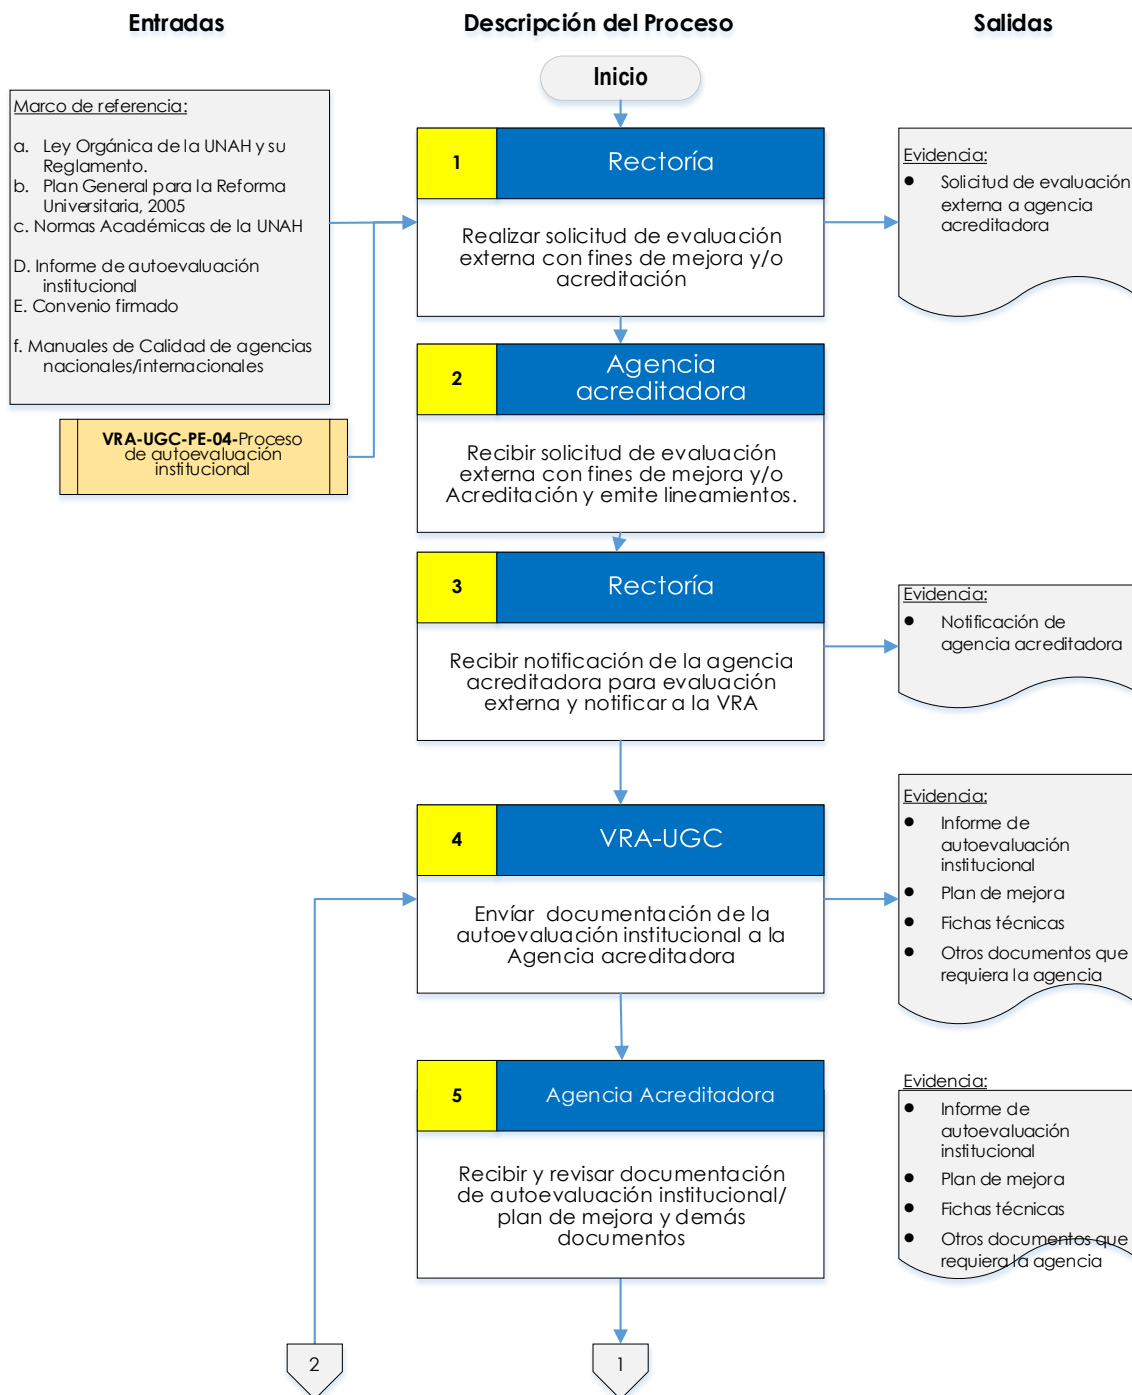 Entradas
Descripción del Proceso
Salidas
Inicio
Marco de referencia:
a. Ley Orgánica de la UNAH y su
Reglamento.
b. Plan General para la Reforma
Universitaria, 2005
c. Normas Académicas de la UNAH
D. Informe de autoevaluación
institucional
E. Convenio firmado
f. Manuales de Calidad de agencias
nacionales/internacionales
VRA-UGC-PE-04-Proceso
de autoevaluación
institucional
1
Rectoría
Realizar solicitud de evaluación
externa con fines de mejora y/o
acreditación
Evidencia:
● Solicitud de evaluación
externa a agencia
acreditadora
2
Agencia
acreditadora
Recibir solicitud de evaluación
externa con fines de mejora y/o
Acreditación y emite lineamientos.
3
Rectoría
Recibir notificación de la agencia
acreditadora para evaluación
externa y notificar a la VRA
Evidencia:
● Notificación de
agencia acreditadora
4
VRA-UGC
Envíar documentación de la
autoevaluación institucional a la
Agencia acreditadora
Evidencia:
● Informe de
autoevaluación
institucional
● Plan de mejora
● Fichas técnicas
● Otros documentos que
requiera la agencia
5
Agencia Acreditadora
Recibir y revisar documentación
de autoevaluación institucional/
plan de mejora y demás
documentos
Evidencia:
● Informe de
autoevaluación
institucional
● Plan de mejora
● Fichas técnicas
● Otros documentos que
requiera la agencia
2
1